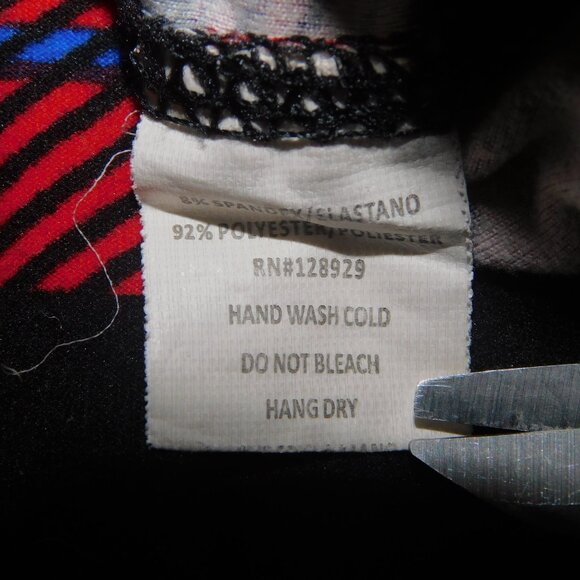 8% SPANDEX/ELASTANO
92% POLYESTER/POLIESTER
RN#128929
HAND WASH COLD
DO NOT BLEACH
HANG DRY